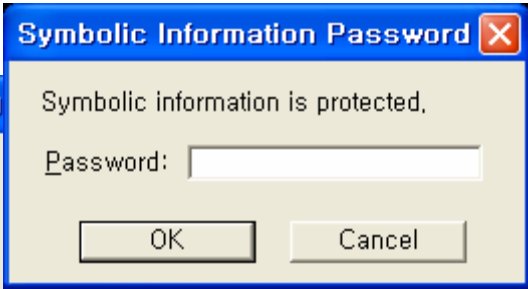 Symbolic Information Password
Symbolic information is protected,
Password:
OK
Cancel